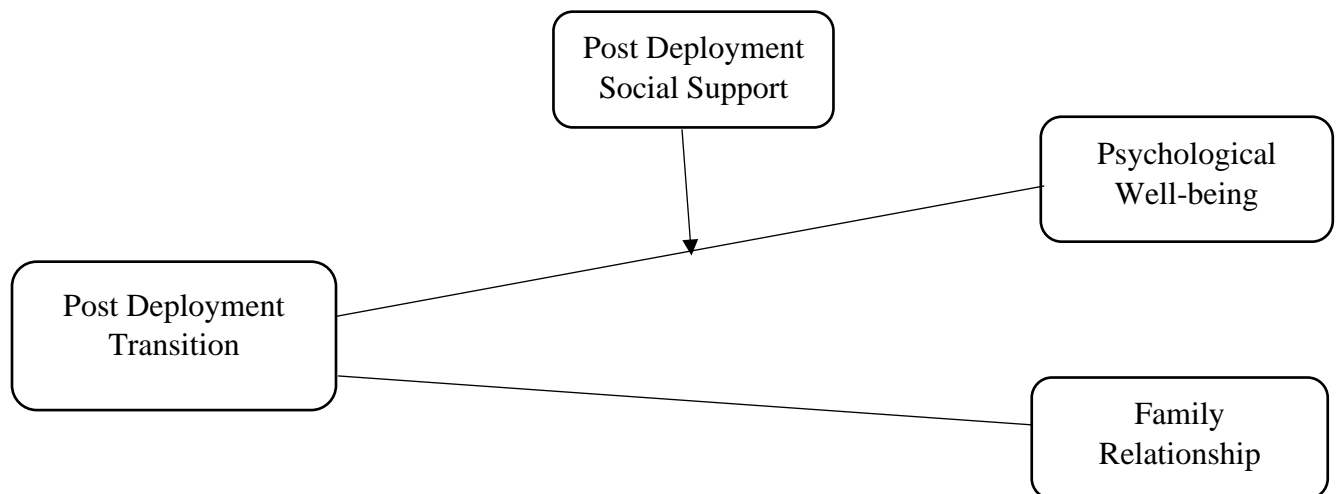 Post Deployment
Social Support
Psychological
Well-being
Post Deployment
Transition
Family
Relationship